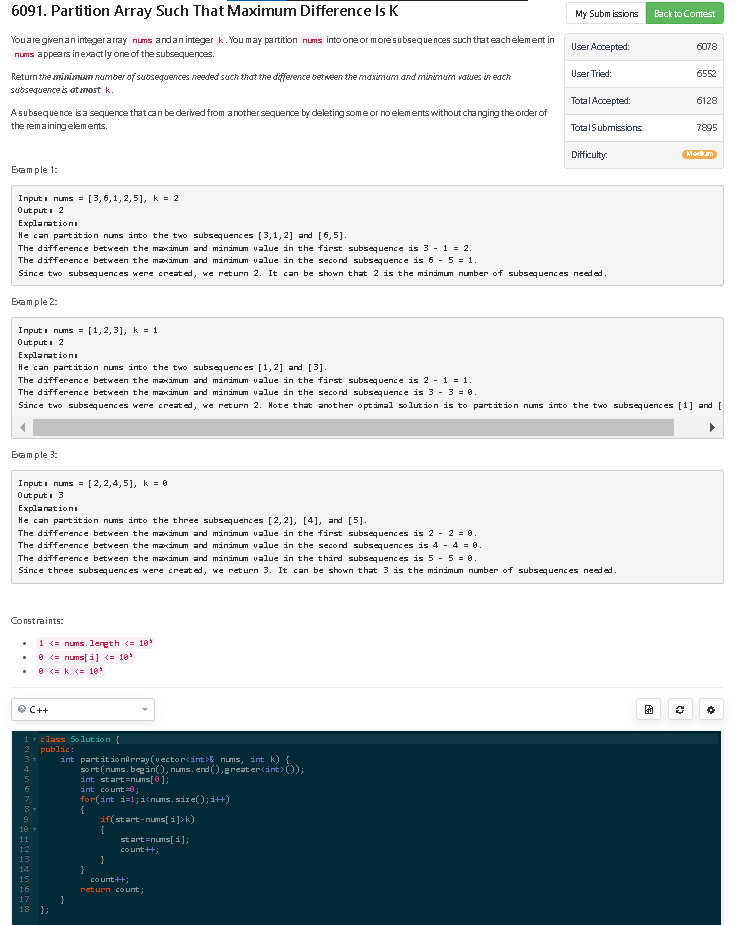 6091. Partition Array Such That Maximum Difference Is K
My Submissions
Back to Contest
You are given an integer array nums and an integer k. You may partition nums into one or more subsequences such that each element in
nums appears in exactly one of the subsequences.
Return the minimum number of subsequences needed such that the difference between the maximum and minimum values in each
subsequence is at most k.
A subsequence is a sequence that can be derived from another sequence by deleting some or no elements without changing the order of
the remaining elements.
User Accepted: 6078
User Tried: 6552
Total Accepted: 6128
Total Submissions: 7895
Difficulty: Medium
Example 1:
Input: nums = [3,6,1,2,5], k = 2
Output: 2
Explanation:
We can partition nums into the two subsequences [3,1,2] and [6,5].
The difference between the maximum and minimum value in the first subsequence is 3 - 1 = 2.
The difference between the maximum and minimum value in the second subsequence is 6 - 5 = 1.
Since two subsequences were created, we return 2. It can be shown that 2 is the minimum number of subsequences needed.
Example 2:
Input: nums = [1,2,3], k = 1
Output: 2
Explanation:
We can partition nums into the two subsequences [1,2] and [3].
The difference between the maximum and minimum value in the first subsequence is 2 - 1 = 1.
The difference between the maximum and minimum value in the second subsequence is 3 - 3 = 0.
Since two subsequences were created, we return 2. Note that another optimal solution is to partition nums into the two subsequences [1] and [
Example 3:
Input: nums = [2,2,4,5], k = 0
Output: 3
Explanation:
We can partition nums into the three subsequences [2,2], [4], and [5].
The difference between the maximum and minimum value in the first subsequences is 2 - 2 = 0.
The difference between the maximum and minimum value in the second subsequences is 4 - 4 = 0.
The difference between the maximum and minimum value in the third subsequences is 5 - 5 = 0.
Since three subsequences were created, we return 3. It can be shown that 3 is the minimum number of subsequences needed.
Constraints:
• 1 <= nums.length <= 10⁵
• 0 <= nums[i] <= 10⁵
• 0 <= k <= 10⁵
C++
1 class Solution {
2 public:
3 int partitionArray(vector<int>& nums, int k) {
4 sort(nums.begin(),nums.end(),greater<int>());
5 int start=nums[0];
6 int count=0;
7 for(int i=1;i<nums.size();i++)
8 {
9 if(start-nums[i]>k)
10 {
11 start=nums[i];
12 count++;
13 }
14 }
15 count++;
16 return count;
17 }
18 };